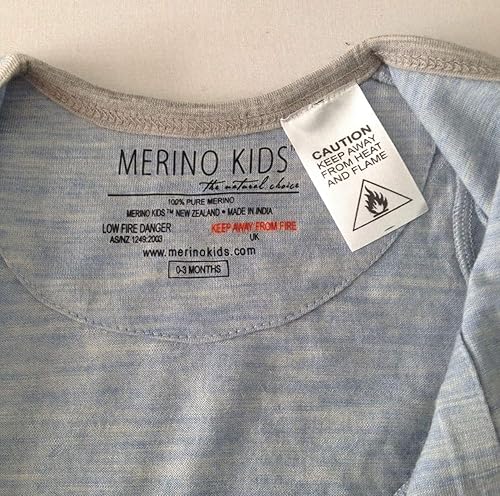 MERINO KIDS
the natural choice
100% PURE MERINO
MERINO KIDS™ NEW ZEALAND • MADE IN INDIA
LOW FIRE DANGER KEEP AWAY FROM FIRE
AS/NZ 1249:2003 UK
www.merinokids.com
0-3 MONTHS
CAUTION
KEEP AWAY
FROM HEAT
AND FLAME